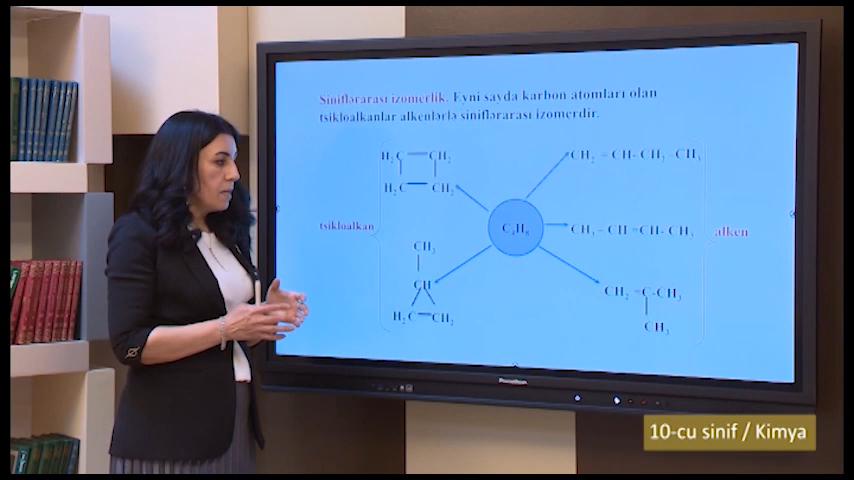 Siniflərarası izomerlik. Eyni sayda karbon atomları olan
tsikloalkanlar alkenlərlə siniflərarası izomerdir.
H₂C — CH₂
H₂C — CH₂
CH₂ = CH- CH₂ - CH₃
tsikloalkan
C₄H₈
CH₃ - CH = CH- CH₃
alken
CH₃
CH
H₂C — CH₂
CH₂ = C- CH₃
CH₃
Promethean
10-cu sinif / Kimya